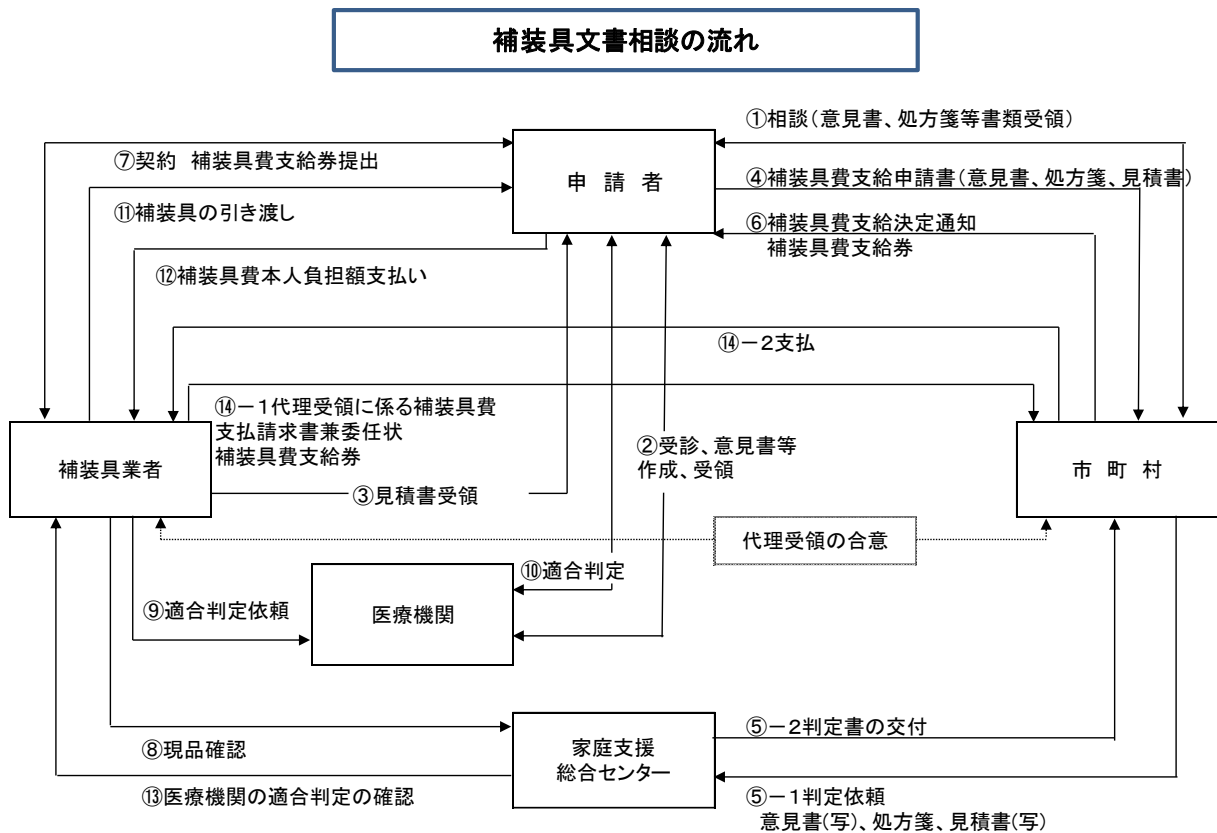 補装具文書相談の流れ
①相談(意見書、処方箋等書類受領)
⑦契約 補装具費支給券提出
申 請 者
④補装具費支給申請書(意見書、処方箋、見積書)
⑪補装具の引き渡し
⑥補装具費支給決定通知
補装具費支給券
⑫補装具費本人負担額支払い
⑭-2支払
⑭-1代理受領に係る補装具費
支払請求書兼委任状
補装具費支給券
補装具業者
②受診、意見書等
作成、受領
市 町 村
③見積書受領
代理受領の合意
⑩適合判定
⑨適合判定依頼
医療機関
⑤-2判定書の交付
⑧現品確認
家庭支援
総合センター
⑬医療機関の適合判定の確認
⑤-1判定依頼
意見書(写)、処方箋、見積書(写)